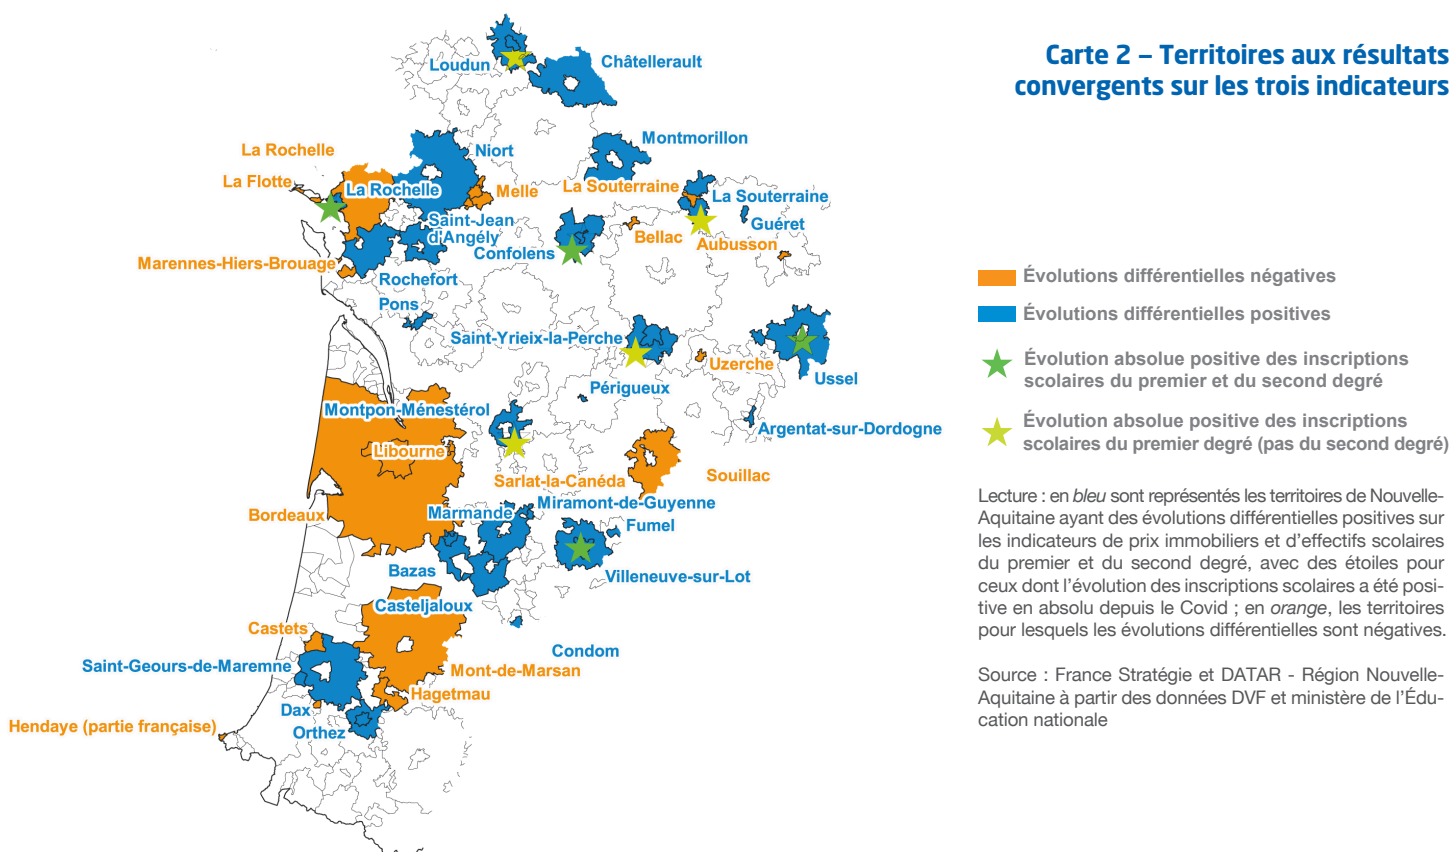 Carte 2 – Territoires aux résultats
convergents sur les trois indicateurs
Loudun
Châtellerault
Montmorillon
La Rochelle
Niort
La Flotte
La Rochelle
Melle
La Souterraine
La Souterraine
Saint-Jean
d'Angély
Guéret
Bellac
Aubusson
Confolens
Marennes-Hiers-Brouage
Rochefort
Pons
Saint-Yrieix-la-Perche
Uzerche
Ussel
Périgueux
Montpon-Ménestérol
Argentat-sur-Dordogne
Libourne
Souillac
Sarlat-la-Canéda
Miramont-de-Guyenne
Bordeaux
Marmande
Fumel
Bazas
Villeneuve-sur-Lot
Casteljaloux
Castets
Condom
Saint-Geours-de-Maremne
Mont-de-Marsan
Hagetmau
Dax
Hendaye (partie française)
Orthez
Évolutions différentielles négatives
Évolutions différentielles positives
Évolution absolue positive des inscriptions
scolaires du premier et du second degré
Évolution absolue positive des inscriptions
scolaires du premier degré (pas du second degré)
Lecture : en bleu sont représentés les territoires de Nouvelle-
Aquitaine ayant des évolutions différentielles positives sur
les indicateurs de prix immobiliers et d'effectifs scolaires
du premier et du second degré, avec des étoiles pour
ceux dont l'évolution des inscriptions scolaires a été posi-
tive en absolu depuis le Covid ; en orange, les territoires
pour lesquels les évolutions différentielles sont négatives.
Source : France Stratégie et DATAR - Région Nouvelle-
Aquitaine à partir des données DVF et ministère de l'Édu-
cation nationale